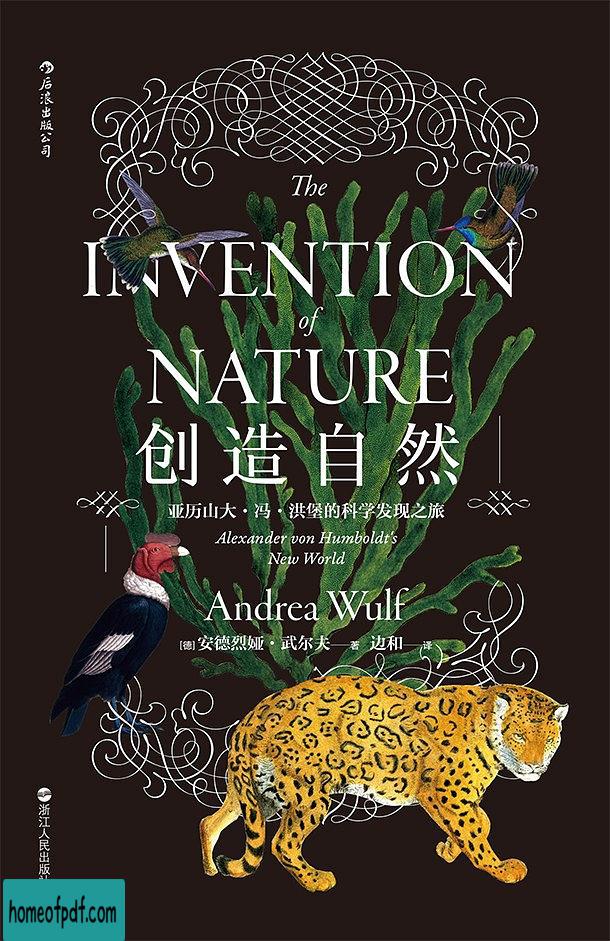 后浪出版公司
The
INVENTION
of
NATURE
创造自然
亚历山大·冯·洪堡的科学发现之旅
Alexander von Humboldt's
New World
Andrea Wulf
[德]安德烈娅·武尔夫——著 边和——译
浙江人民出版社
homeofpdf.com